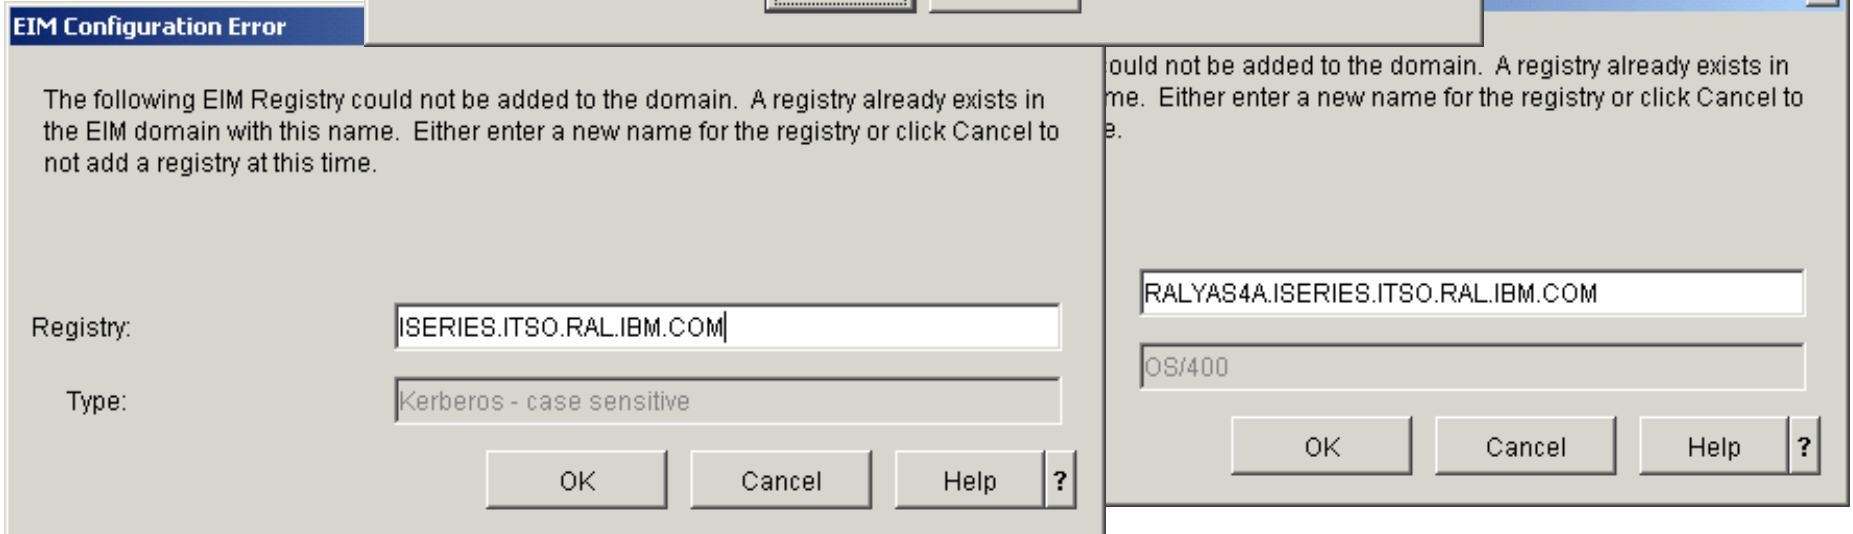 EIM Configuration Error
The following EIM Registry could not be added to the domain. A registry already exists in
the EIM domain with this name. Either enter a new name for the registry or click Cancel to
not add a registry at this time.
Registry:
ISERIES.ITSO.RAL.IBM.COM
Type:
Kerberos - case sensitive
OK
Cancel
Help
?
ould not be added to the domain. A registry already exists in
me. Either enter a new name for the registry or click Cancel to
e.
RALYAS4A.ISERIES.ITSO.RAL.IBM.COM
OS/400
OK
Cancel
Help
?